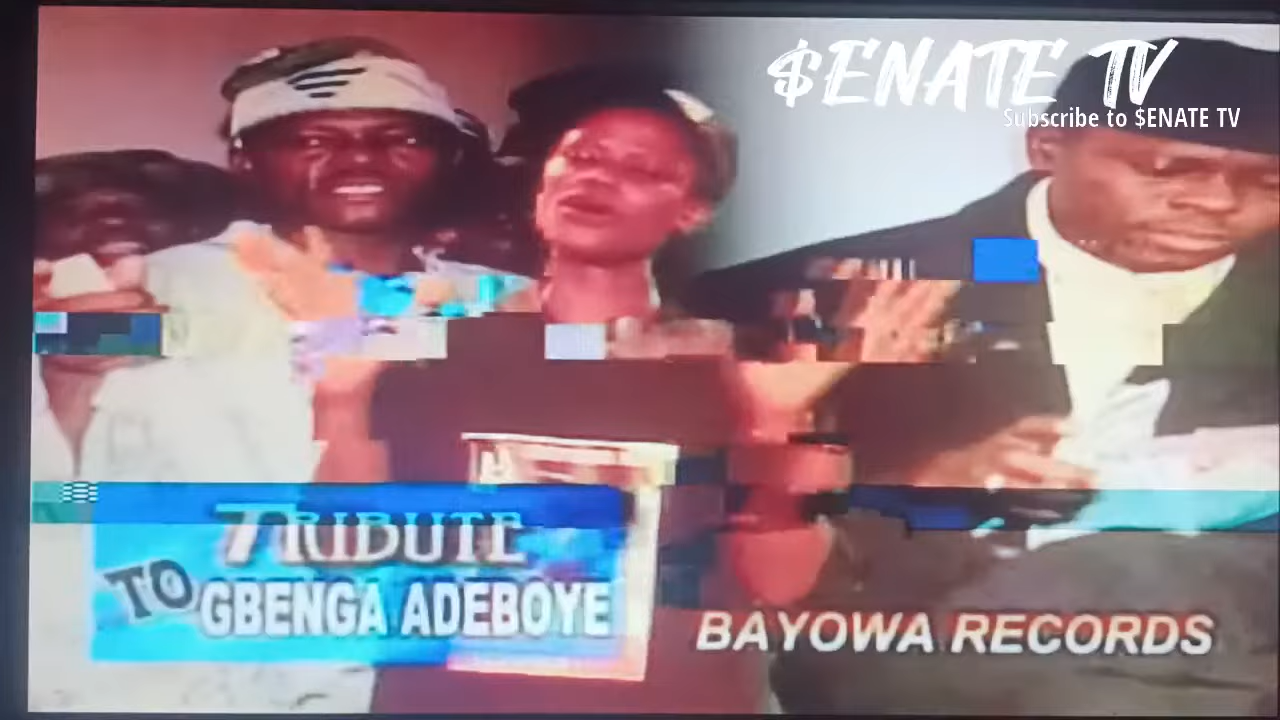 $ENATE TV
Subscribe to $ENATE TV
TRIBUTE
TO GBENGA ADEBOYE
BAYOWA RECORDS